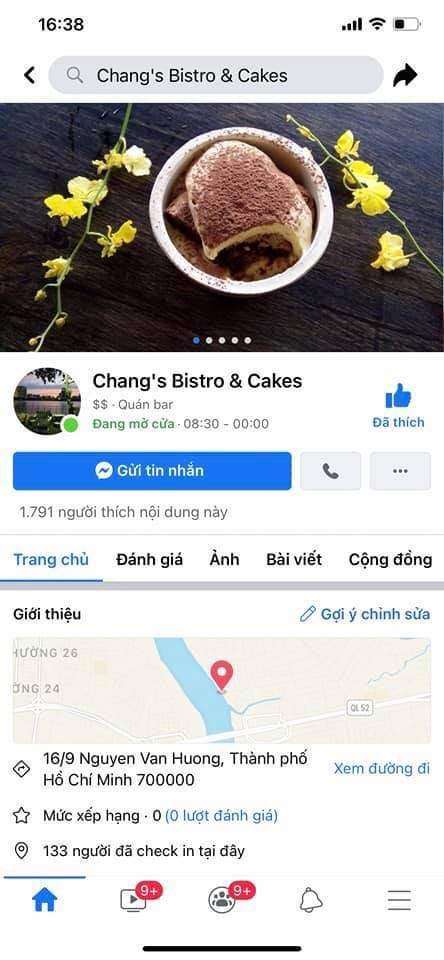 16:38
Chang's Bistro & Cakes
Chang's Bistro & Cakes
$$ · Quán bar
Đang mở cửa · 08:30 - 00:00
Đã thích
Gửi tin nhắn
1.791 người thích nội dung này
Trang chủ Đánh giá Ảnh Bài viết Cộng đồng
Giới thiệu
Gợi ý chỉnh sửa
HƯỜNG 26
ỜNG 24
QL 52
16/9 Nguyen Van Huong, Thành phố
Hồ Chí Minh 700000
Xem đường đi
Mức xếp hạng · 0 (0 lượt đánh giá)
133 người đã check in tại đây
9+
9+